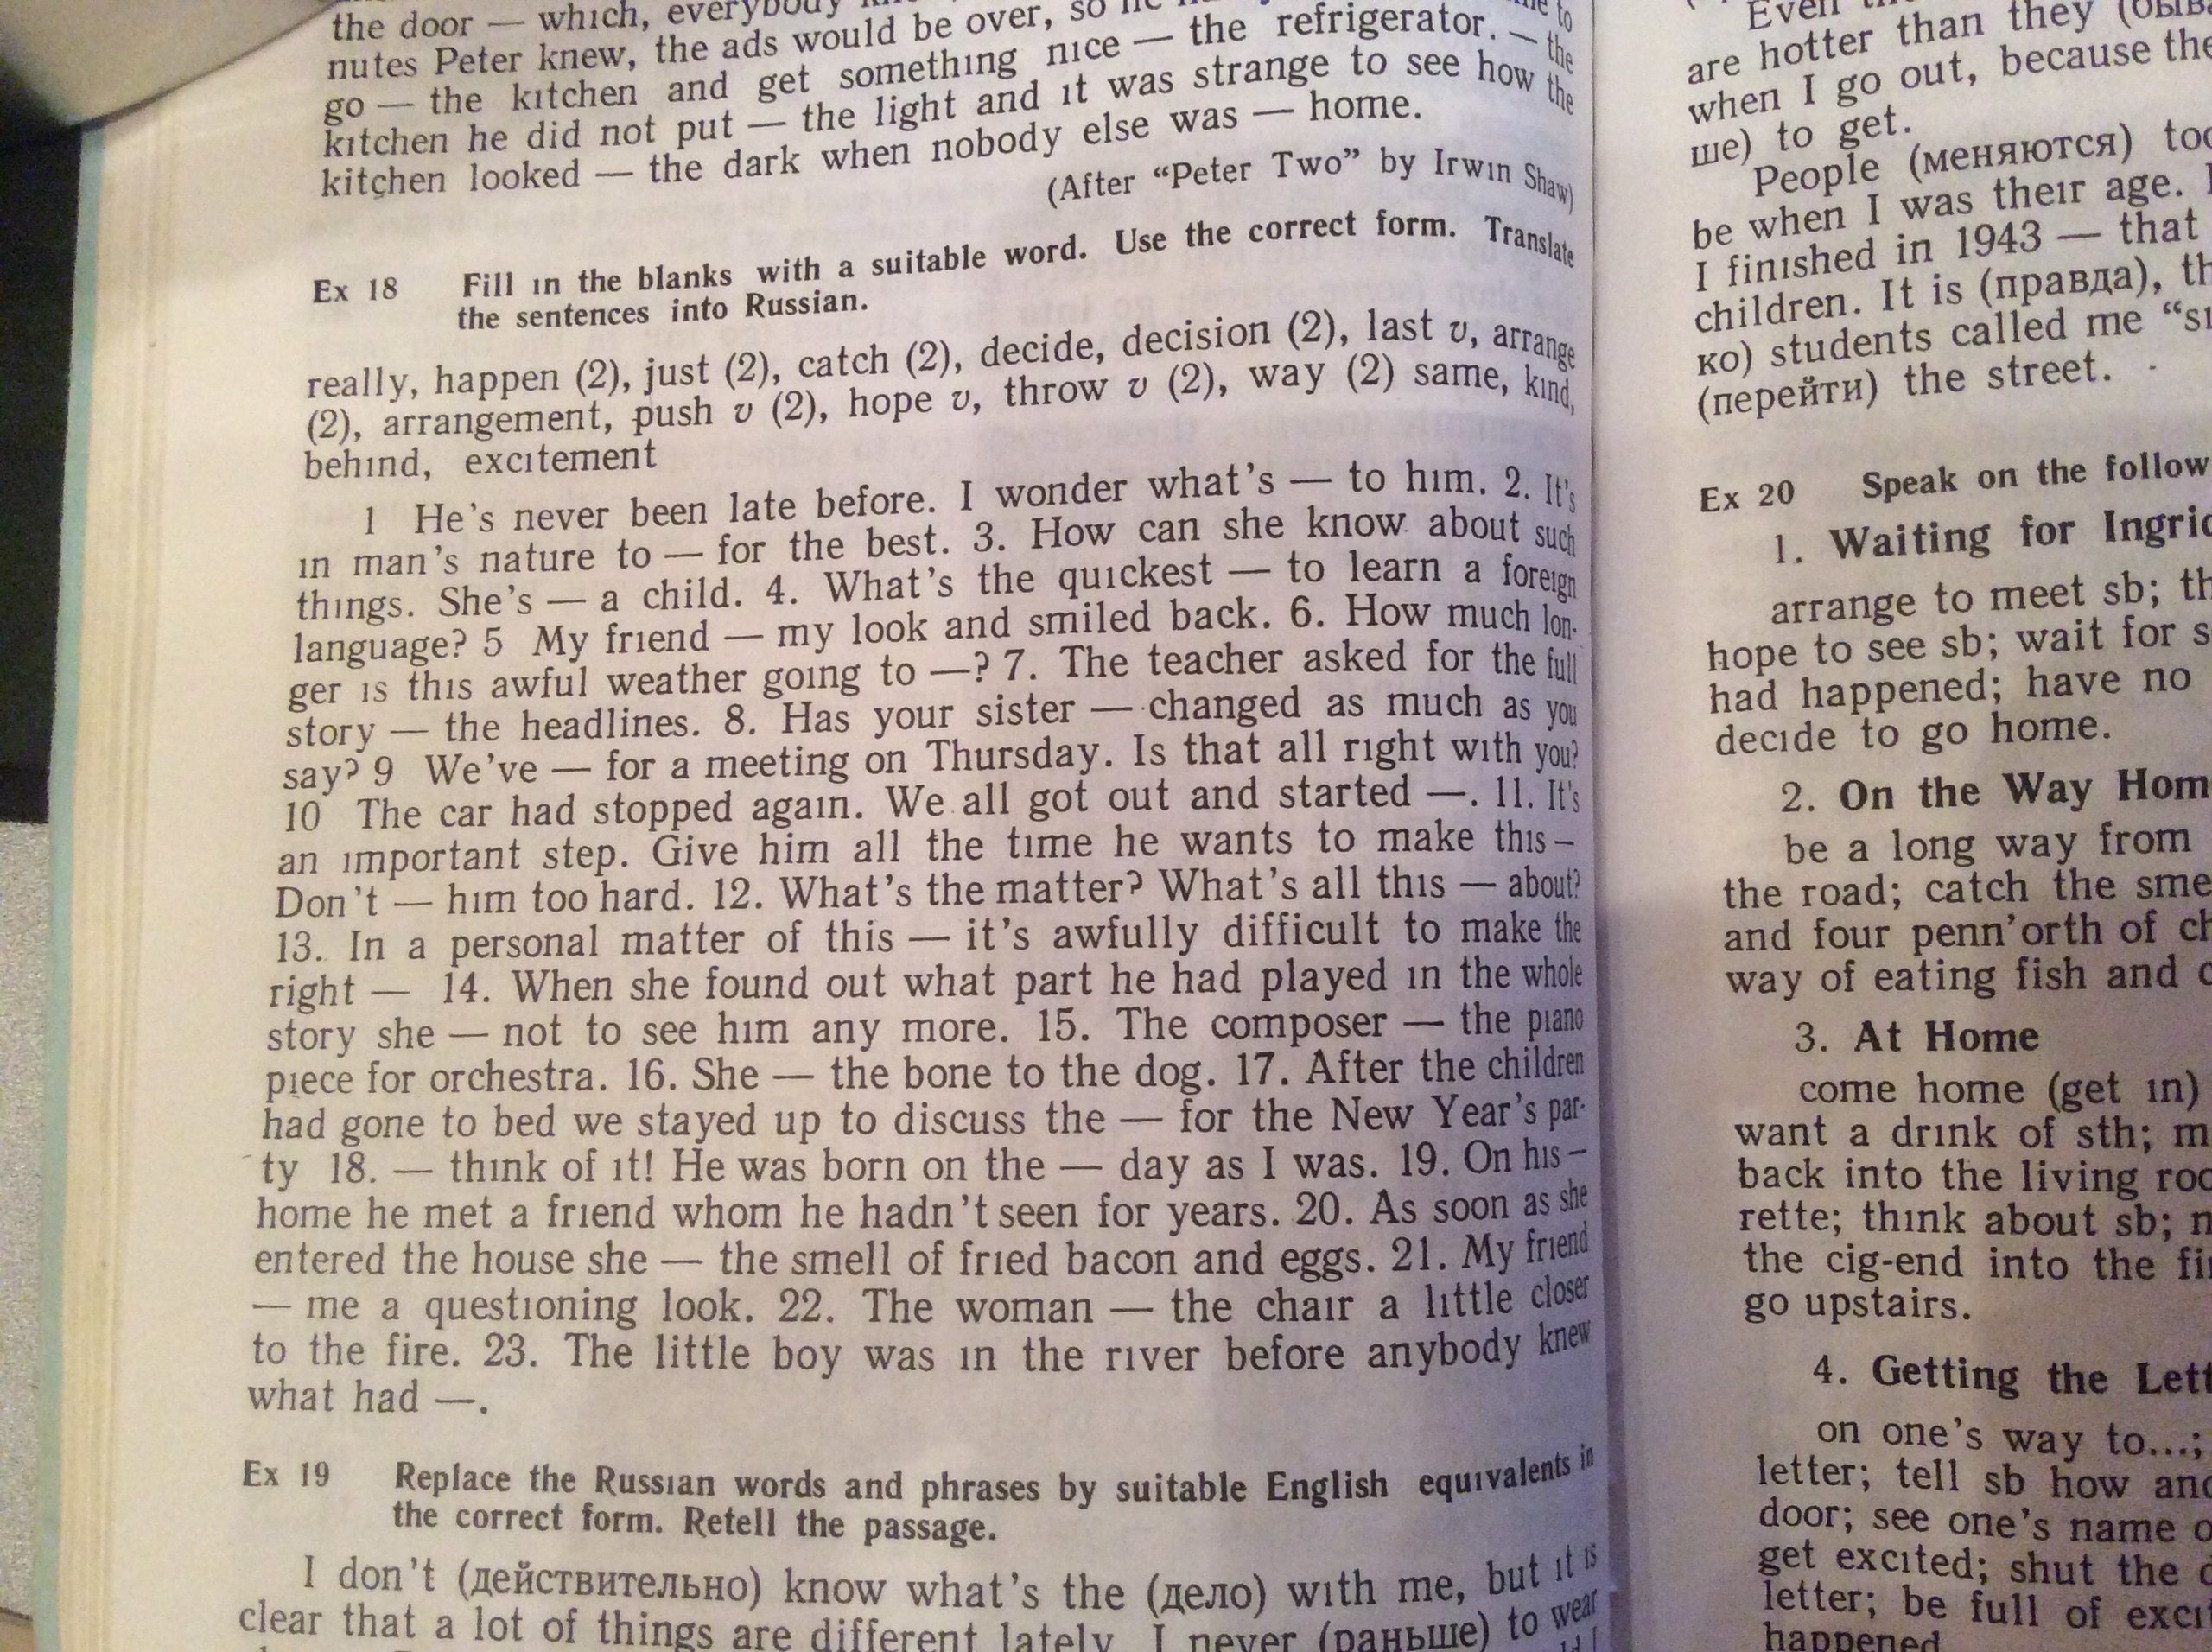 the door — which, everybody
nutes Peter knew, the ads would be over, so he to
go — the kitchen and get something nice — the refrigerator. — the
kitchen he did not put — the light and it was strange to see how the
kitchen looked — the dark when nobody else was — home.
(After “Peter Two” by Irwin Shaw)
Ex 18 Fill in the blanks with a suitable word. Use the correct form. Translate
the sentences into Russian.
really, happen (2), just (2), catch (2), decide, decision (2), last v, arrange
(2), arrangement, push v (2), hope v, throw v (2), way (2) same, kind,
behind, excitement
1 He’s never been late before. I wonder what’s — to him. 2. It’s
in man’s nature to — for the best. 3. How can she know about such
things. She’s — a child. 4. What’s the quickest — to learn a foreign
language? 5 My friend — my look and smiled back. 6. How much lon-
ger is this awful weather going to —? 7. The teacher asked for the full
story — the headlines. 8. Has your sister — changed as much as you
say? 9 We’ve — for a meeting on Thursday. Is that all right with you?
10 The car had stopped again. We all got out and started —. 11. It’s
an important step. Give him all the time he wants to make this —
Don’t — him too hard. 12. What’s the matter? What’s all this — about?
13. In a personal matter of this — it’s awfully difficult to make the
right — 14. When she found out what part he had played in the whole
story she — not to see him any more. 15. The composer — the piano
piece for orchestra. 16. She — the bone to the dog. 17. After the children
had gone to bed we stayed up to discuss the — for the New Year’s par-
ty 18. — think of it! He was born on the — day as I was. 19. On his —
home he met a friend whom he hadn’t seen for years. 20. As soon as she
entered the house she — the smell of fried bacon and eggs. 21. My friend
— me a questioning look. 22. The woman — the chair a little closer
to the fire. 23. The little boy was in the river before anybody knew
what had —.
Ex 19 Replace the Russian words and phrases by suitable English equivalents in
the correct form. Retell the passage.
I don’t (действительно) know what’s the (дело) with me, but it is
clear that a lot of things are different lately. I never (раньше) to wear
Even
are hotter than they
when I go out, because the
ше) to get.
People (меняются) too
be when I was their age.
I finished in 1943 — that
children. It is (правда),
ко) students called me
(перейти) the street.
Ex 20 Speak on the follow
1. Waiting for Ingrid
arrange to meet sb;
hope to see sb; wait for
had happened; have no
decide to go home.
2. On the Way Hom
be a long way from
the road; catch the sme
and four penn’orth of ch
way of eating fish and
3. At Home
come home (get in)
want a drink of sth;
back into the living roo
rette; think about sb;
the cig-end into the
go upstairs.
4. Getting the Lett
on one’s way to...;
letter; tell sb how and
door; see one’s name
get excited; shut the
letter; be full of exci
happened